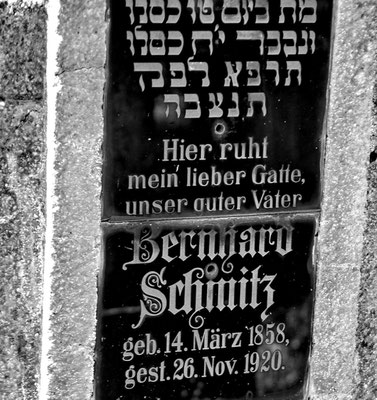 מת טו כסלו
ונקבר י״ח כסלו
תרפא לפק
תנצבה
Hier ruht
mein lieber Gatte,
unser guter Vater
Bernhard
Schmitz
geb. 14. März 1858,
gest. 26. Nov. 1920.